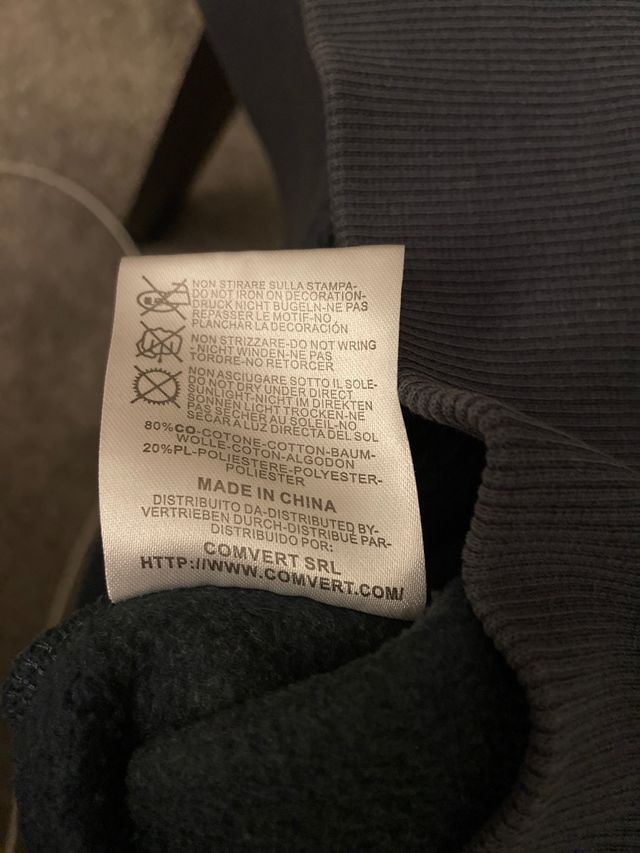 NON STIRARE SULLA STAMPA-
DO NOT IRON ON DECORATION-
DRUCK NICHT BUGELN-NE PAS
REPASSER LE MOTIF-NO
PLANCHAR LA DECORACIÓN
NON STRIZZARE-DO NOT WRING
- NICHT WINDEN-NE PAS
TORDRE-NO RETORCER
NON ASCIUGARE SOTTO IL SOLE-
DO NOT DRY UNDER DIRECT
SUNLIGHT-NICHT IM DIREKTEN
SONNEN LICHT TROCKEN-NE
PAS SECHER AU SOLEIL-NO
SECAR A LUZ DIRECTA DEL SOL
80%CO-COTONE-COTTON-BAUM-
WOLLE-COTON-ALGODON
20%PL-POLIESTERE-POLYESTER-
POLIESTER
MADE IN CHINA
DISTRIBUITO DA-DISTRIBUTED BY-
VERTRIEBEN DURCH-DISTRIBUÉ PAR-
DISTRIBUIDO POR:
COMVERT SRL
HTTP://WWW.COMVERT.COM/